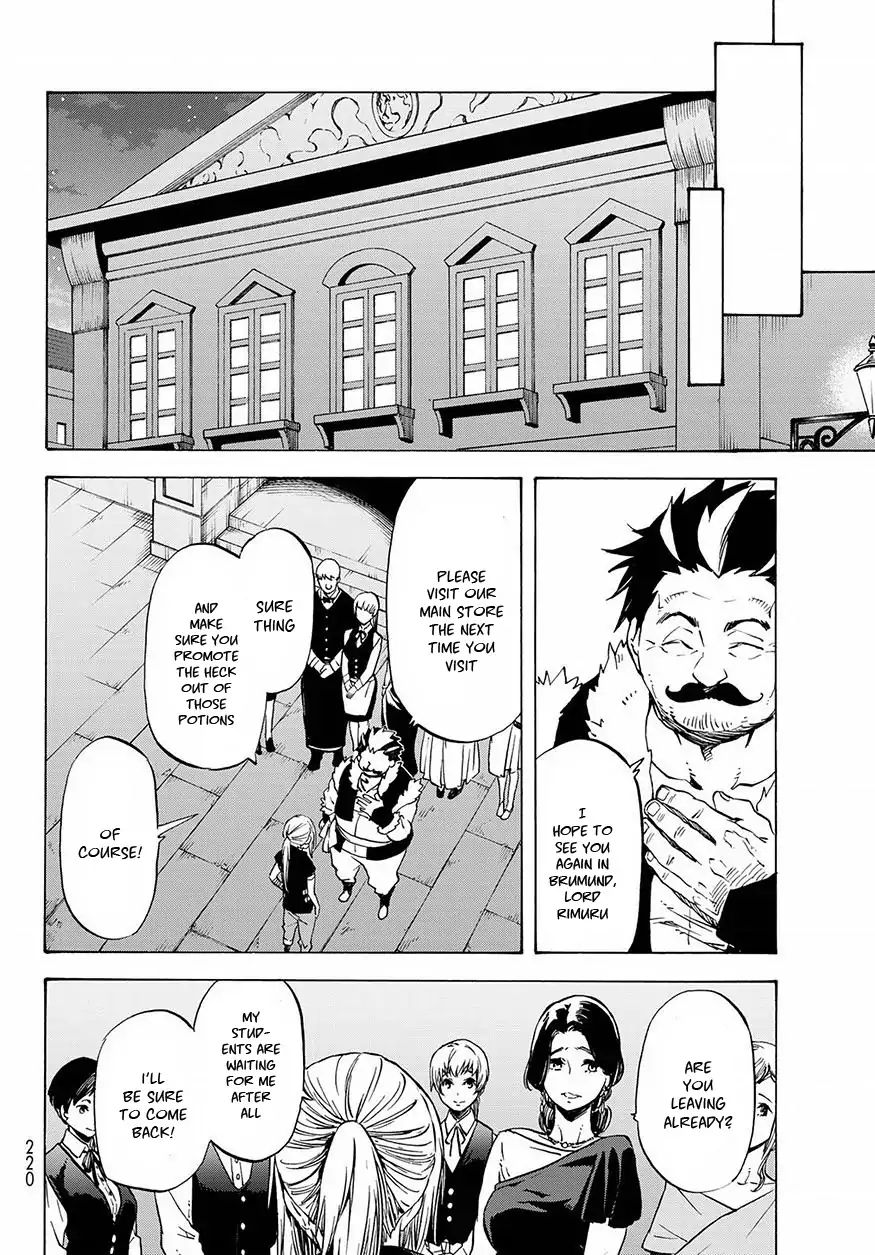 I
HOPE TO
SEE YOU
AGAIN IN
BRUMUND,
LORD
RIMURU
PLEASE
VISIT OUR
MAIN STORE
THE NEXT
TIME YOU
VISIT
SURE
THING
AND
MAKE
SURE YOU
PROMOTE
THE HECK
OUT OF
THOSE
POTIONS
OF
COURSE!
ARE
YOU
LEAVING
ALREADY?
MY
STUD-
ENTS ARE
WAITING
FOR ME
AFTER
ALL
I'LL
BE SURE
TO COME
BACK!
220